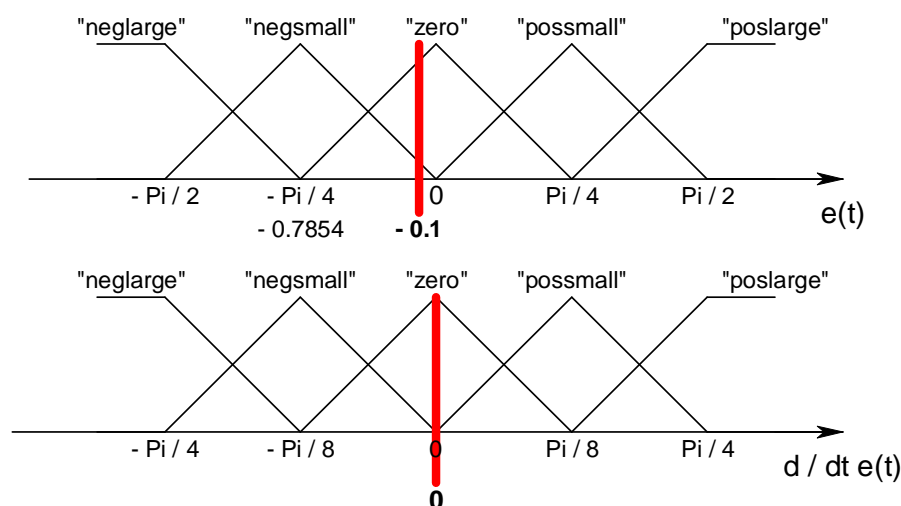 "neglarge" "negsmall" "zero" "possmall" "poslarge"
- Pi / 2 - Pi / 4 0 Pi / 4 Pi / 2
e(t)
- 0.7854 - 0.1
"neglarge" "negsmall" "zero" "possmall" "poslarge"
- Pi / 4 - Pi / 8 0 Pi / 8 Pi / 4
d / dt e(t)
0